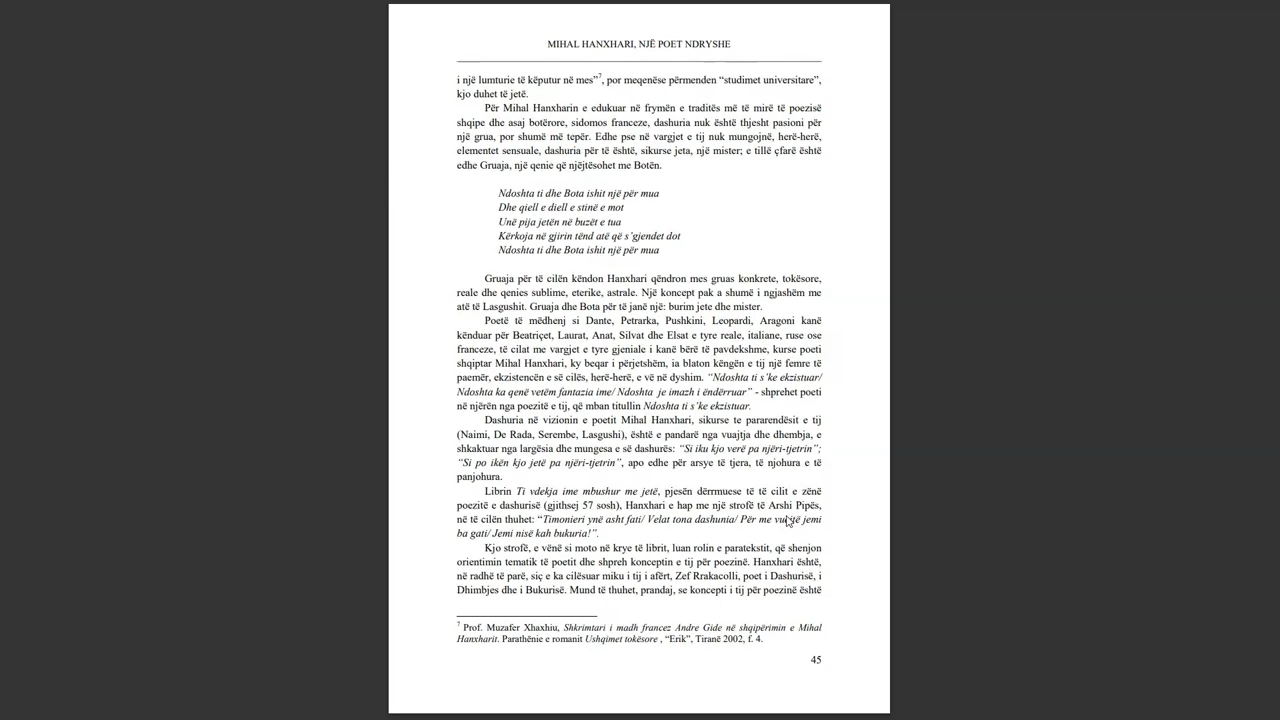 MIHAL HANXHARI, NJË POET NDRYSHE
i një lumturie të këputur në mes”7, por meqenëse përmenden “studimet universitare”,
kjo duhet të jetë.
Për Mihal Hanxharin e edukuar në frymën e traditës më të mirë të poezisë
shqipe dhe asaj botërore, sidomos franceze, dashuria nuk është thjesht pasioni për
një grua, por shumë më tepër. Edhe pse në vargjet e tij nuk mungojnë, herë-herë,
elementet sensuale, dashuria për të është, sikurse jeta, një mister; e tillë çfarë është
edhe Gruaja, një qenie që njëjtësohet me Botën.
Ndoshta ti dhe Bota ishit një për mua
Dhe qiell e diell e stinë e mot
Unë pija jetën në buzët e tua
Kërkoja në gjirin tënd atë që s’gjendet dot
Ndoshta ti dhe Bota ishit një për mua
Gruaja për të cilën këndon Hanxhari qëndron mes gruas konkrete, tokësore,
reale dhe qenies sublime, eterike, astrale. Një koncept pak a shumë i ngjashëm me
atë të Lasgushit. Gruaja dhe Bota për të janë një: burim jete dhe mister.
Poetë të mëdhenj si Dante, Petrarka, Pushkini, Leopardi, Aragoni kanë
kënduar për Beatriçet, Laurat, Anat, Silvat dhe Elsat e tyre reale, italiane, ruse ose
franceze, të cilat me vargjet e tyre gjeniale i kanë bërë të pavdekshme, kurse poeti
shqiptar Mihal Hanxhari, ky beqar i përjetshëm, ia blaton këngën e tij një femre të
paemër, ekzistencën e së cilës, herë-herë, e vë në dyshim. “Ndoshta ti s’ke ekzistuar/
Ndoshta ka qenë vetëm fantazia ime/ Ndoshta je imazh i ëndërruar” - shprehet poeti
në njërën nga poezitë e tij, që mban titullin Ndoshta ti s’ke ekzistuar.
Dashuria në vizionin e poetit Mihal Hanxhari, sikurse te pararendësit e tij
(Naimi, De Rada, Serembe, Lasgushi), është e pandarë nga vuajtja dhe dhembja, e
shkaktuar nga largësia dhe mungesa e së dashurës: “Si iku kjo verë pa njëri-tjetrin”;
“Si po ikën kjo jetë pa njëri-tjetrin”, apo edhe për arsye të tjera, të njohura e të
panjohura.
Librin Ti vdekja ime mbushur me jetë, pjesën dërrmuese të të cilit e zënë
poezitë e dashurisë (gjithsej 57 sosh), Hanxhari e hap me një strofë të Arshi Pipës,
në të cilën thuhet: “Timonieri ynë asht fati/ Velat tona dashunia/ Për me jemi
ba gati/ Jemi nisë kah bukuria!”.
Kjo strofë, e vënë si moto në krye të librit, luan rolin e paratekstit, që shenjon
orientimin tematik të poetit dhe shpreh konceptin e tij për poezinë. Hanxhari është,
në radhë të parë, siç e ka cilësuar miku i tij i afërt, Zef Rrakacolli, poet i Dashurisë, i
Dhimbjes dhe i Bukurisë. Mund të thuhet, prandaj, se koncepti i tij për poezinë është
7 Prof. Muzafer Xhaxhiu, Shkrimtari i madh francez Andre Gide në shqipërimin e Mihal
Hanxharit. Parathënie e romanit Ushqimet tokësore , “Erik”, Tiranë 2002, f. 4.
45